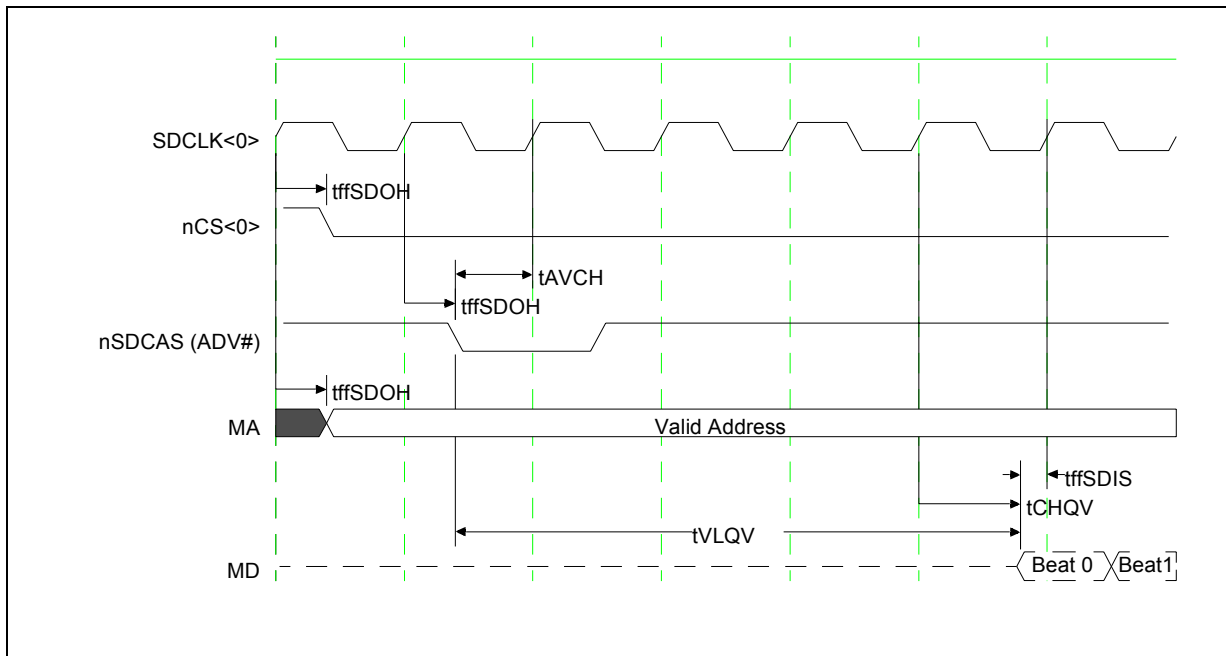 SDCLK<0>
tffSDOH
nCS<0>
tAVCH
tffSDOH
nSDCAS (ADV#)
tffSDOH
MA
Valid Address
tffSDIS
tCHQV
tVLQV
MD
Beat 0
Beat1